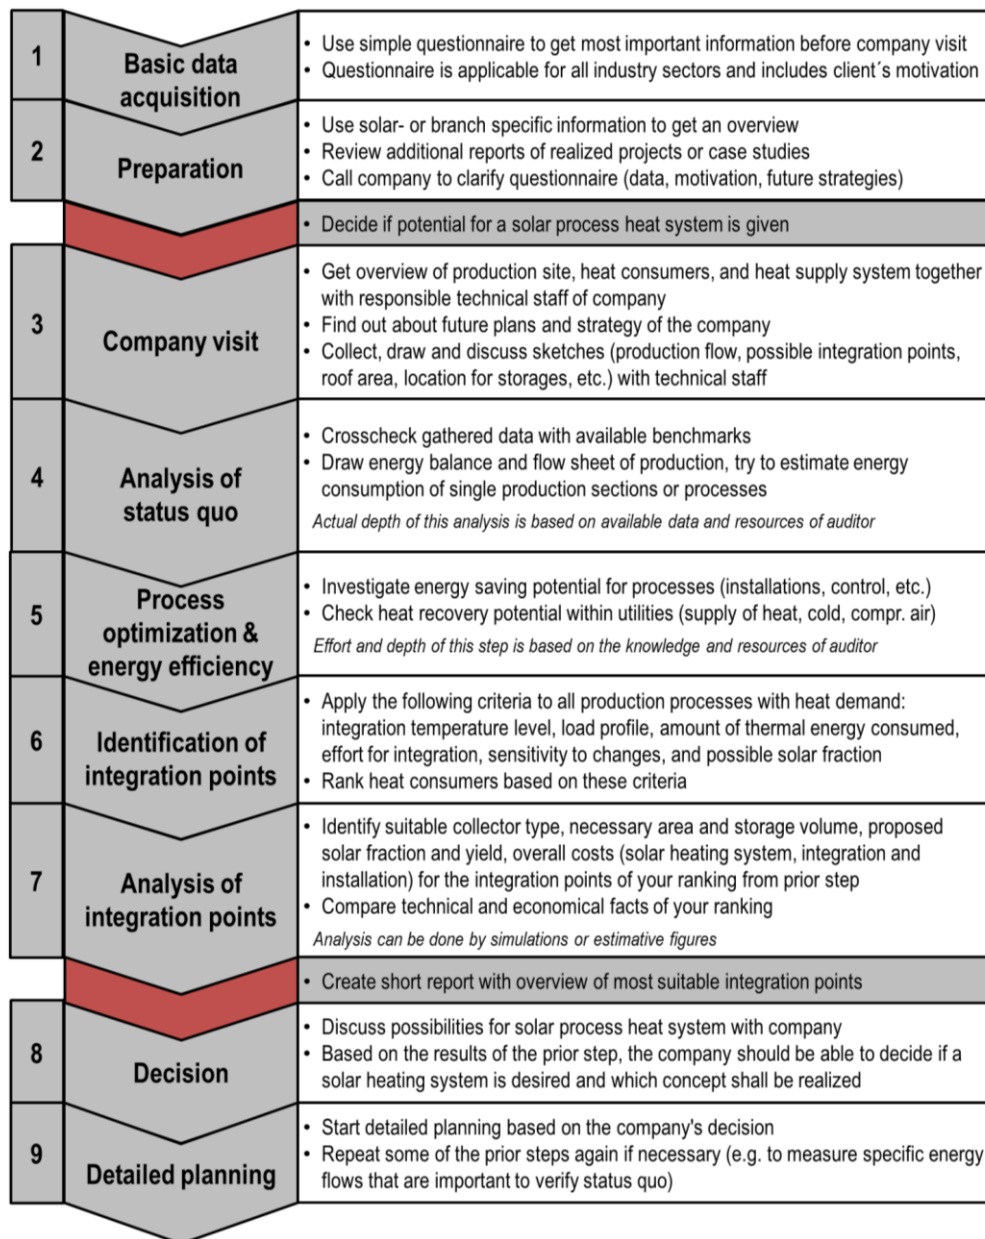 1
Basic data
acquisition
• Use simple questionnaire to get most important information before company visit
• Questionnaire is applicable for all industry sectors and includes client´s motivation
2
Preparation
• Use solar- or branch specific information to get an overview
• Review additional reports of realized projects or case studies
• Call company to clarify questionnaire (data, motivation, future strategies)
• Decide if potential for a solar process heat system is given
3
Company visit
• Get overview of production site, heat consumers, and heat supply system together
with responsible technical staff of company
• Find out about future plans and strategy of the company
• Collect, draw and discuss sketches (production flow, possible integration points,
roof area, location for storages, etc.) with technical staff
4
Analysis of
status quo
• Crosscheck gathered data with available benchmarks
• Draw energy balance and flow sheet of production, try to estimate energy
consumption of single production sections or processes
Actual depth of this analysis is based on available data and resources of auditor
5
Process
optimization &
energy efficiency
• Investigate energy saving potential for processes (installations, control, etc.)
• Check heat recovery potential within utilities (supply of heat, cold, compr. air)
Effort and depth of this step is based on the knowledge and resources of auditor
6
Identification of
integration points
• Apply the following criteria to all production processes with heat demand:
integration temperature level, load profile, amount of thermal energy consumed,
effort for integration, sensitivity to changes, and possible solar fraction
• Rank heat consumers based on these criteria
7
Analysis of
integration points
• Identify suitable collector type, necessary area and storage volume, proposed
solar fraction and yield, overall costs (solar heating system, integration and
installation) for the integration points of your ranking from prior step
• Compare technical and economical facts of your ranking
Analysis can be done by simulations or estimative figures
• Create short report with overview of most suitable integration points
8
Decision
• Discuss possibilities for solar process heat system with company
• Based on the results of the prior step, the company should be able to decide if a
solar heating system is desired and which concept shall be realized
9
Detailed planning
• Start detailed planning based on the company's decision
• Repeat some of the prior steps again if necessary (e.g. to measure specific energy
flows that are important to verify status quo)